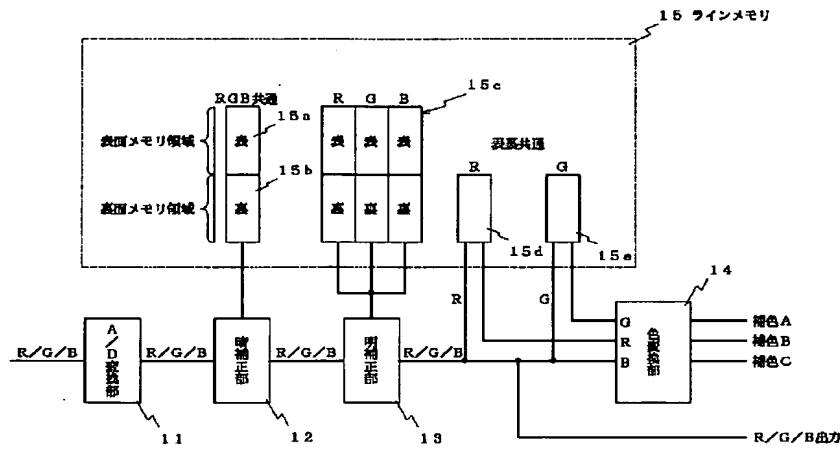 15 ラインメモリ
RGB共通
R G B
15c
15a
表面メモリ領域
表
表 表 表
表裏共通
15b
R G
裏面メモリ領域
裏
裏 裏 裏
15d
15e
14
R G
R/G/B
A/D変換部
R/G/B
暗補正部
R/G/B
明補正部
R/G/B
G
R
B
色変換部
補色A
補色B
補色C
11
12
13
R/G/B出力